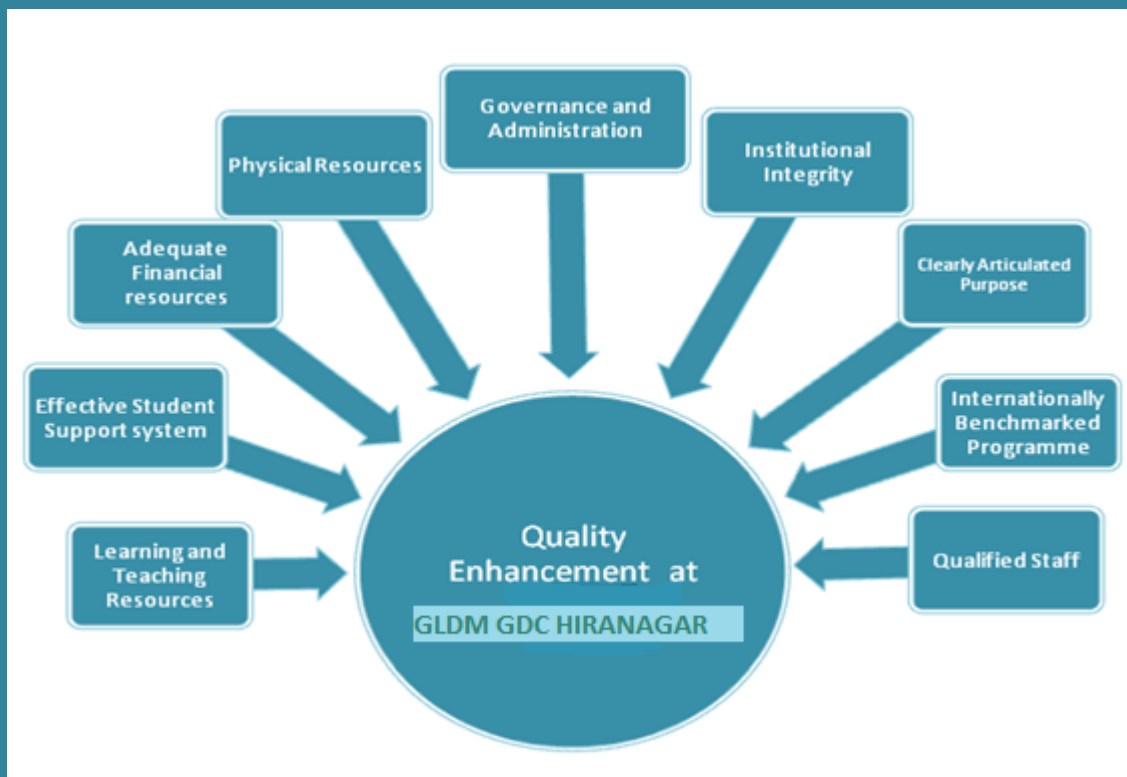 Governance and
Administration
Physical Resources
Institutional
Integrity
Adequate
Financial
resources
Clearly Articulated
Purpose
Effective Student
Support system
Internationally
Benchmarked
Programme
Learning and
Teaching
Resources
Qualified Staff
Quality
Enhancement at
GLDM GDC HIRANAGAR